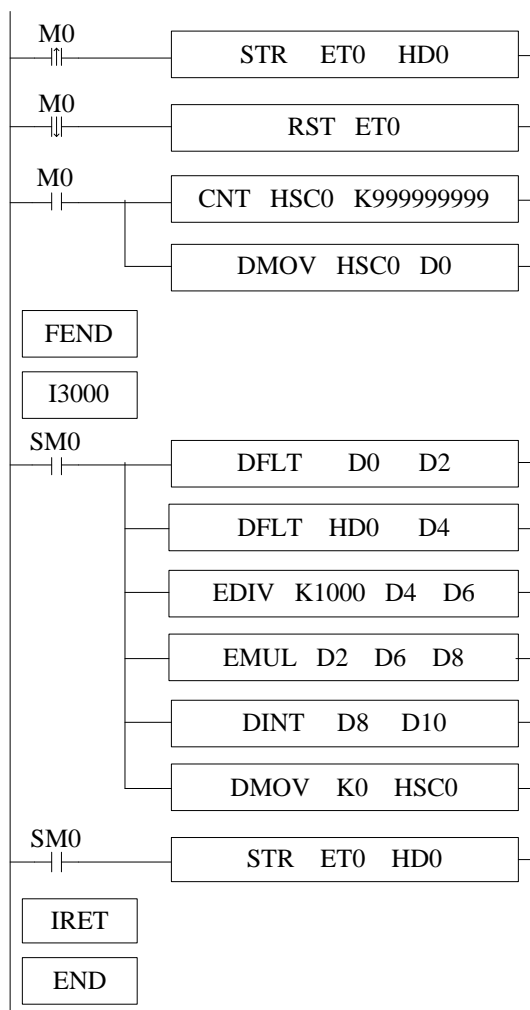 M0
STR ET0 HD0
M0
RST ET0
M0
CNT HSC0 K999999999
DMOV HSC0 D0
FEND
I3000
SM0
DFLT D0 D2
DFLT HD0 D4
EDIV K1000 D4 D6
EMUL D2 D6 D8
DINT D8 D10
DMOV K0 HSC0
SM0
STR ET0 HD0
IRET
END